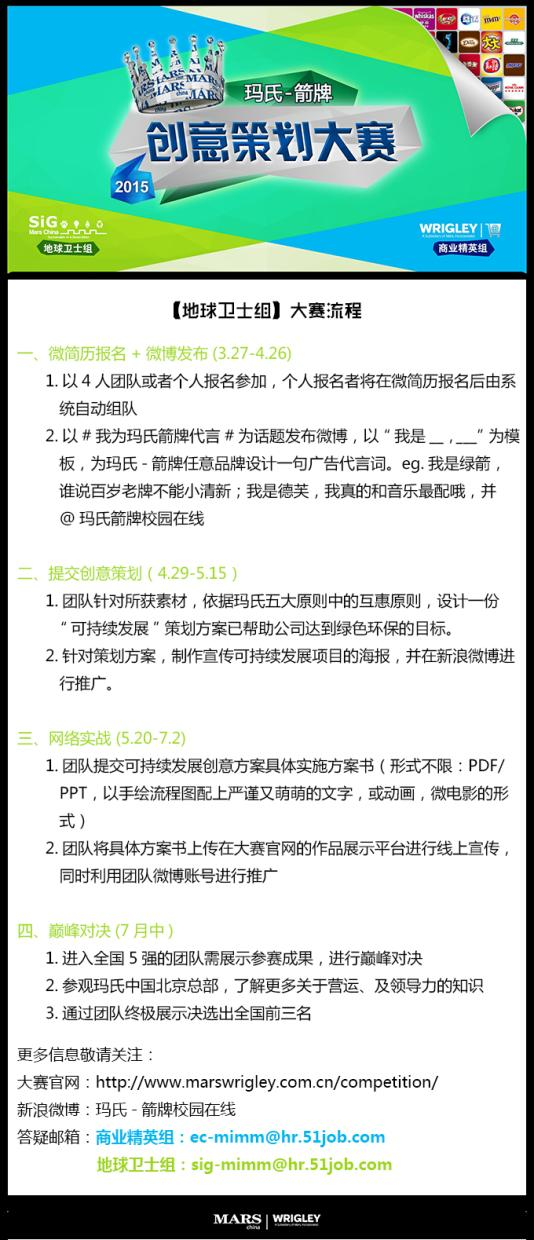 whiskas
玛氏-箭牌
创意策划大赛
2015
SiG
Mars China
地球卫士组
WRIGLEY
A Subsidiary of Mars, Incorporated
商业精英组
【地球卫士组】大赛流程
一、微简历报名 + 微博发布 (3.27-4.26)
1. 以 4 人团队或者个人报名参加，个人报名者将在微简历报名后由系
统自动组队
2. 以 # 我为玛氏箭牌代言 # 为话题发布微博，以 “ 我是 __ , ___” 为模
板，为玛氏 - 箭牌任意品牌设计一句广告代言词。eg. 我是绿箭，
谁说百岁老牌不能小清新；我是德芙，我真的和音乐最配哦，并
@ 玛氏箭牌校园在线
二、提交创意策划（ 4.29-5.15 ）
1. 团队针对所获素材，依据玛氏五大原则中的互惠原则，设计一份
“ 可持续发展 ” 策划方案已帮助公司达到绿色环保的目标。
2. 针对策划方案，制作宣传可持续发展项目的海报，并在新浪微博进
行推广。
三、网络实战 (5.20-7.2)
1. 团队提交可持续发展创意方案具体实施方案书（ 形式不限：PDF/
PPT，以手绘流程图配上严谨又萌萌的文字，或动画，微电影的形
式 ）
2. 团队将具体方案书上传在大赛官网的作品展示平台进行线上宣传，
同时利用团队微博账号进行推广
四、巅峰对决 (7 月中 )
1. 进入全国 5 强的团队需展示参赛成果，进行巅峰对决
2. 参观玛氏中国北京总部，了解更多关于营运、及领导力的知识
3. 通过团队终极展示决选出全国前三名
更多信息敬请关注：
大赛官网：http://www.marswrigley.com.cn/competition/
新浪微博：玛氏 - 箭牌校园在线
答疑邮箱：商业精英组：ec-mimm@hr.51job.com
地球卫士组：sig-mimm@hr.51job.com
MARS china | WRIGLEY